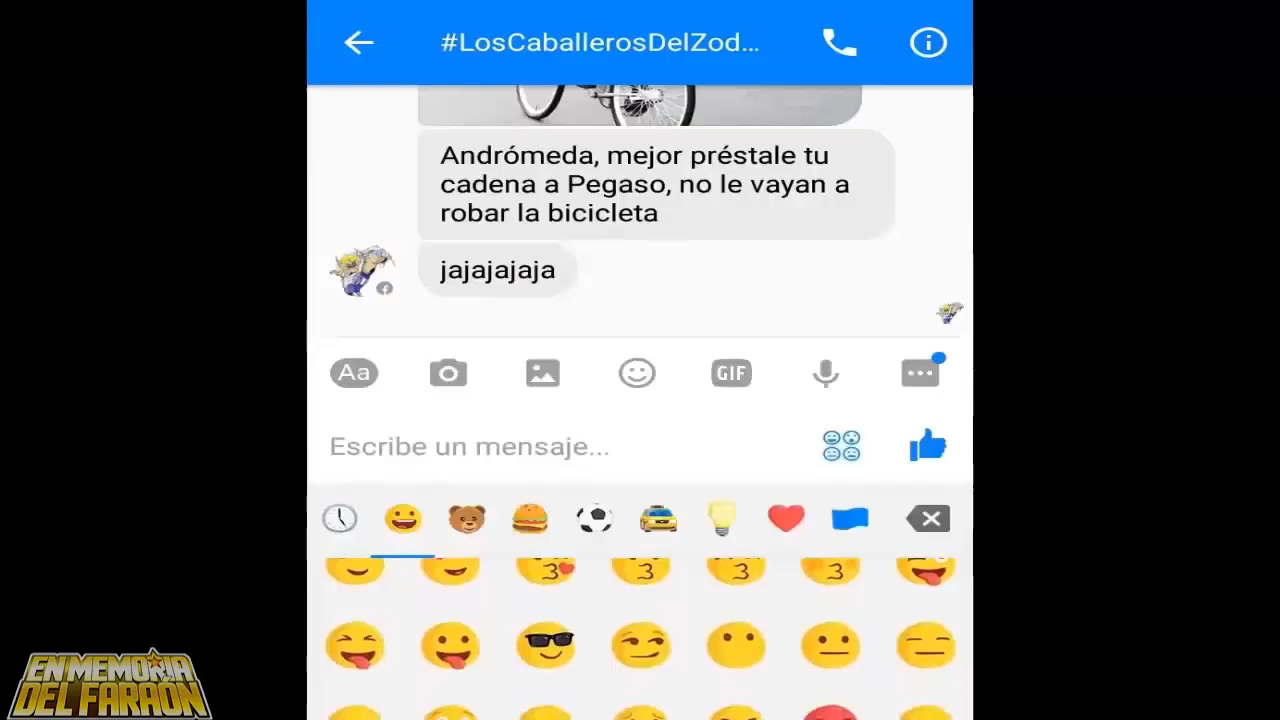 #LosCaballerosDelZod...
Andrómeda, mejor préstale tu
cadena a Pegaso, no le vayan a
robar la bicicleta
jajajajaja
Aa
GIF
Escribe un mensaje...
EN MEMORIA
DEL FARAÓN